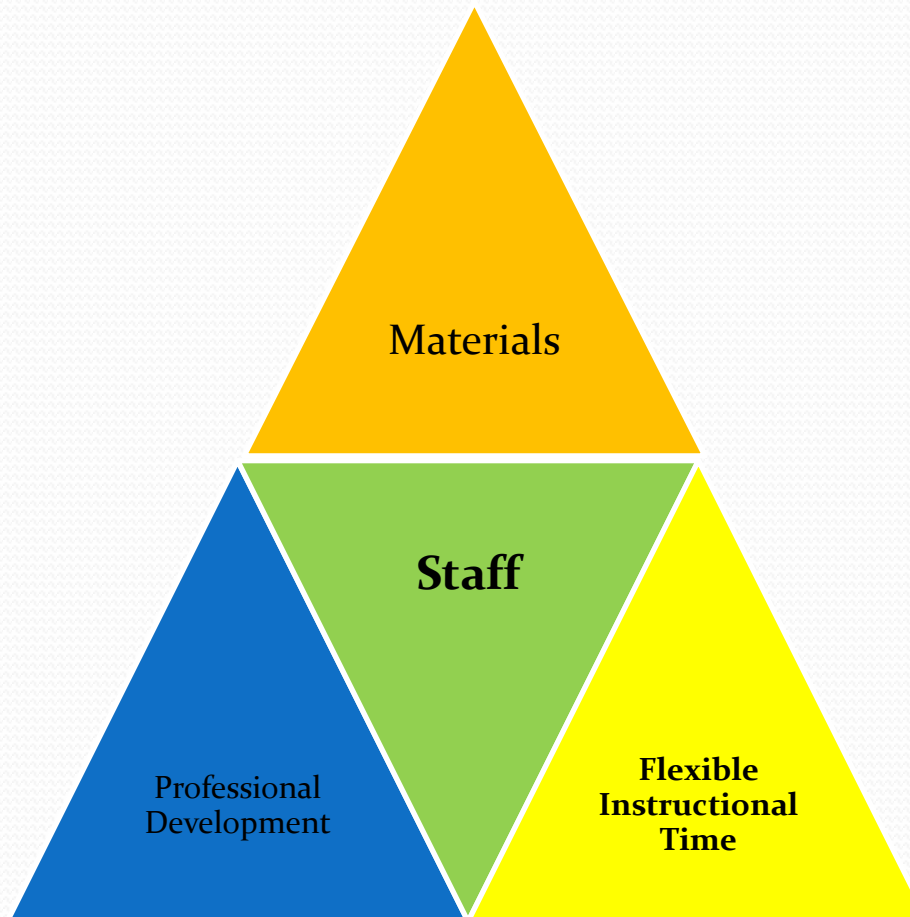 Materials
Staff
Professional
Development
Flexible
Instructional
Time